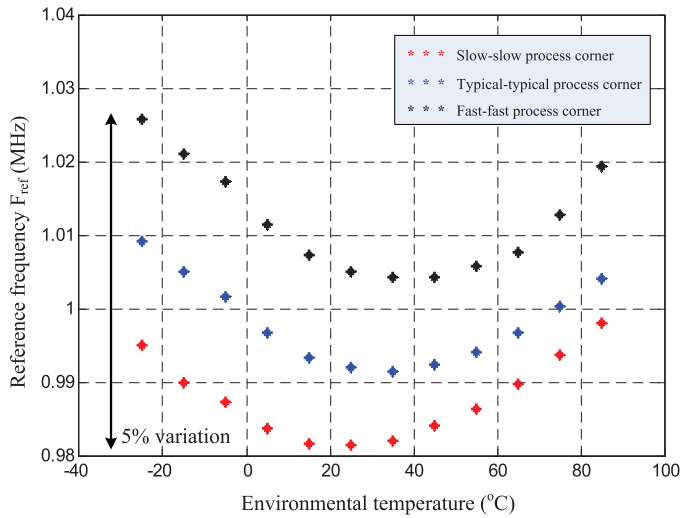 1.04
1.03
1.02
1.01
1
0.99
0.98
Reference frequency Fref (MHz)
* * * Slow-slow process corner
* * * Typical-typical process corner
* * * Fast-fast process corner
5% variation
-40 -20 0 20 40 60 80 100
Environmental temperature (°C)